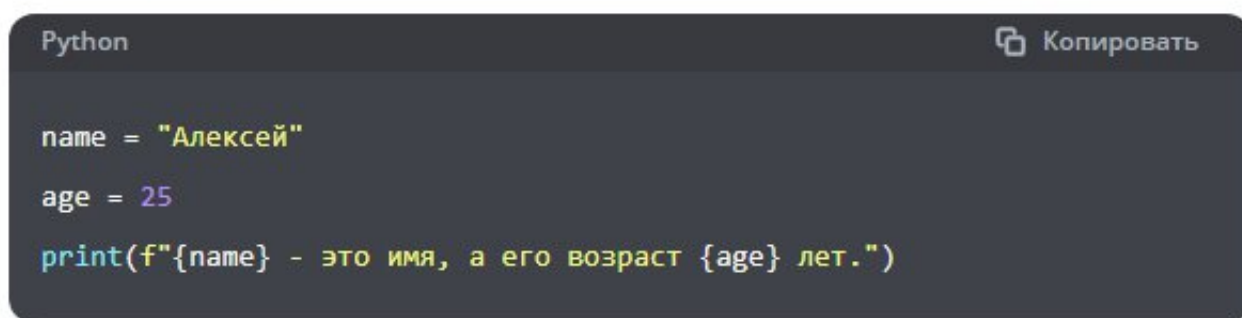 Python
Копировать
name = "Алексей"
age = 25
print(f"{name} - это имя, а его возраст {age} лет.")